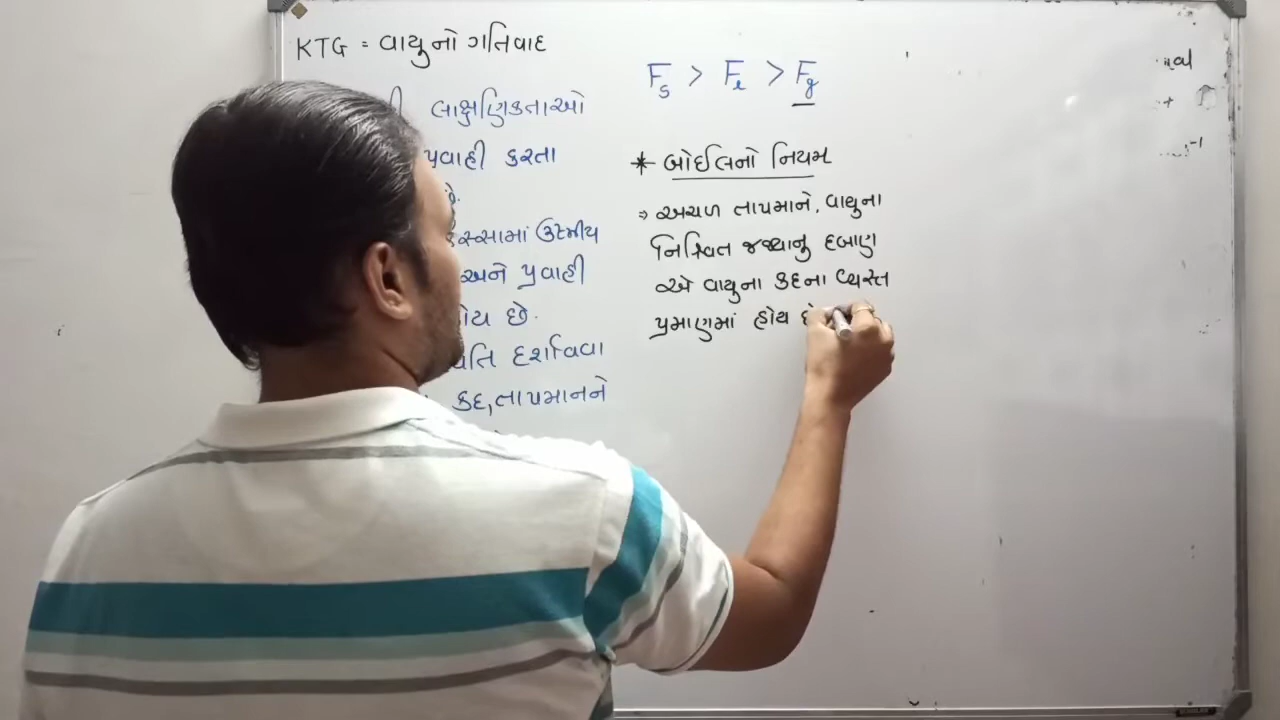 KTG = વાયુનો ગતિવાદ
લાક્ષણિકતાઓ
પ્રવાહી કરતા
છે.
અને પ્રવાહી
હોય છે.
દર્શાવવા
કદ, તાપમાનને
Fs > Fl > Fg
* બોઈલનો નિયમ
⇒ અચળ તાપમાને, વાયુના
નિશ્ચિત જથ્થાનું દબાણ
એ વાયુના કદના વ્યસ્ત
પ્રમાણમાં હોય છે